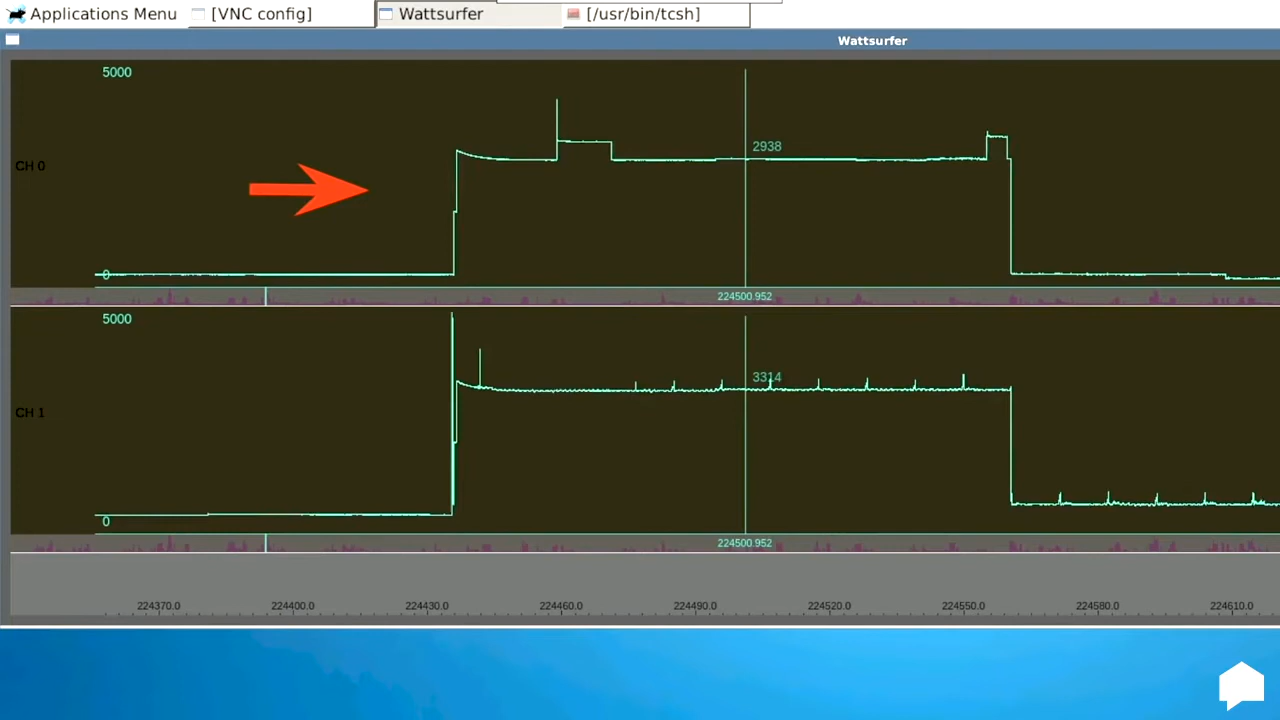 Applications Menu [VNC config] Wattsurfer [/usr/bin/tcsh]
Wattsurfer
5000
2938
CH 0
0
224500.952
5000
3314
CH 1
0
224500.952
224370.0 224400.0 224430.0 224460.0 224490.0 224520.0 224550.0 224580.0 224610.0